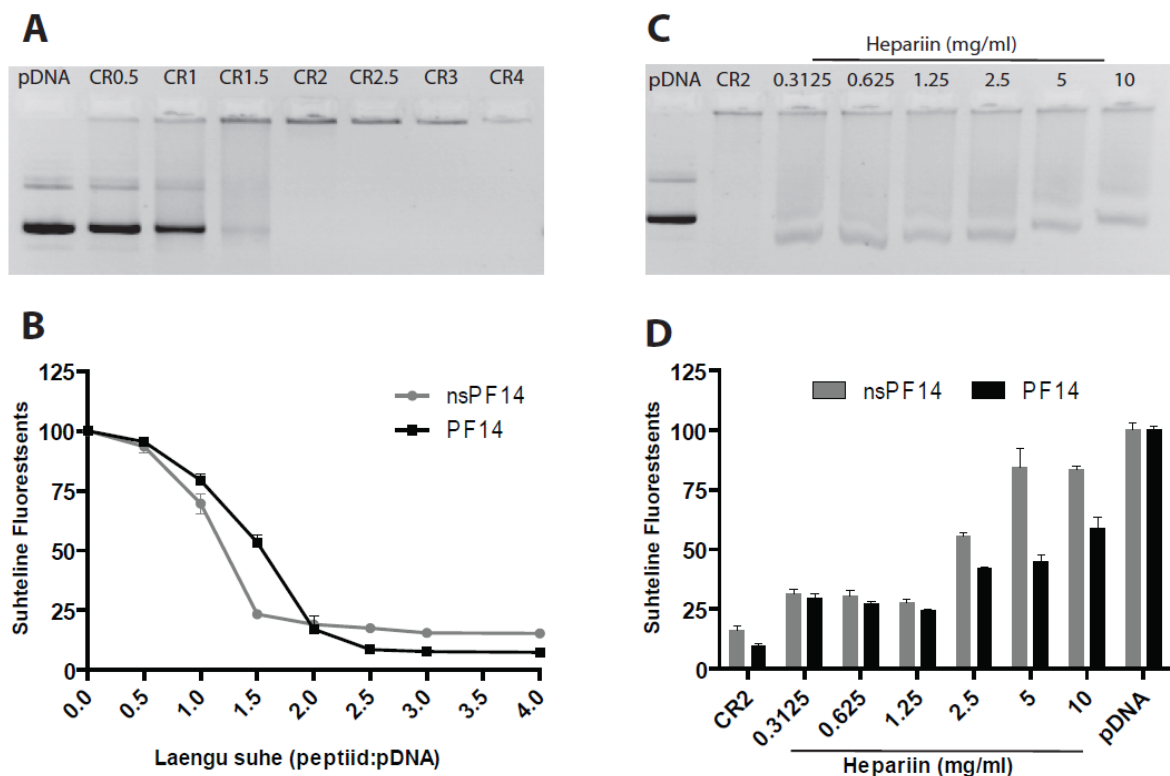 A
pDNA CR0.5 CR1 CR1.5 CR2 CR2.5 CR3 CR4
B
125
100
75
50
25
0
Suhteline Fluorestsents
nsPF14
PF14
0.0 0.5 1.0 1.5 2.0 2.5 3.0 3.5 4.0
Laengu suhe (peptiid:pDNA)
C
Hepariin (mg/ml)
pDNA CR2 0.3125 0.625 1.25 2.5 5 10
D
125
100
75
50
25
0
Suhteline Fluorestsents
nsPF14 PF14
CR2 0.3125 0.625 1.25 2.5 5 10 pDNA
Hepariin (mg/ml)